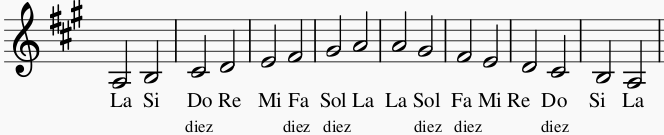 La Si Do Re Mi Fa Sol La La Sol Fa Mi Re Do Si La
diez diez diez diez diez diez